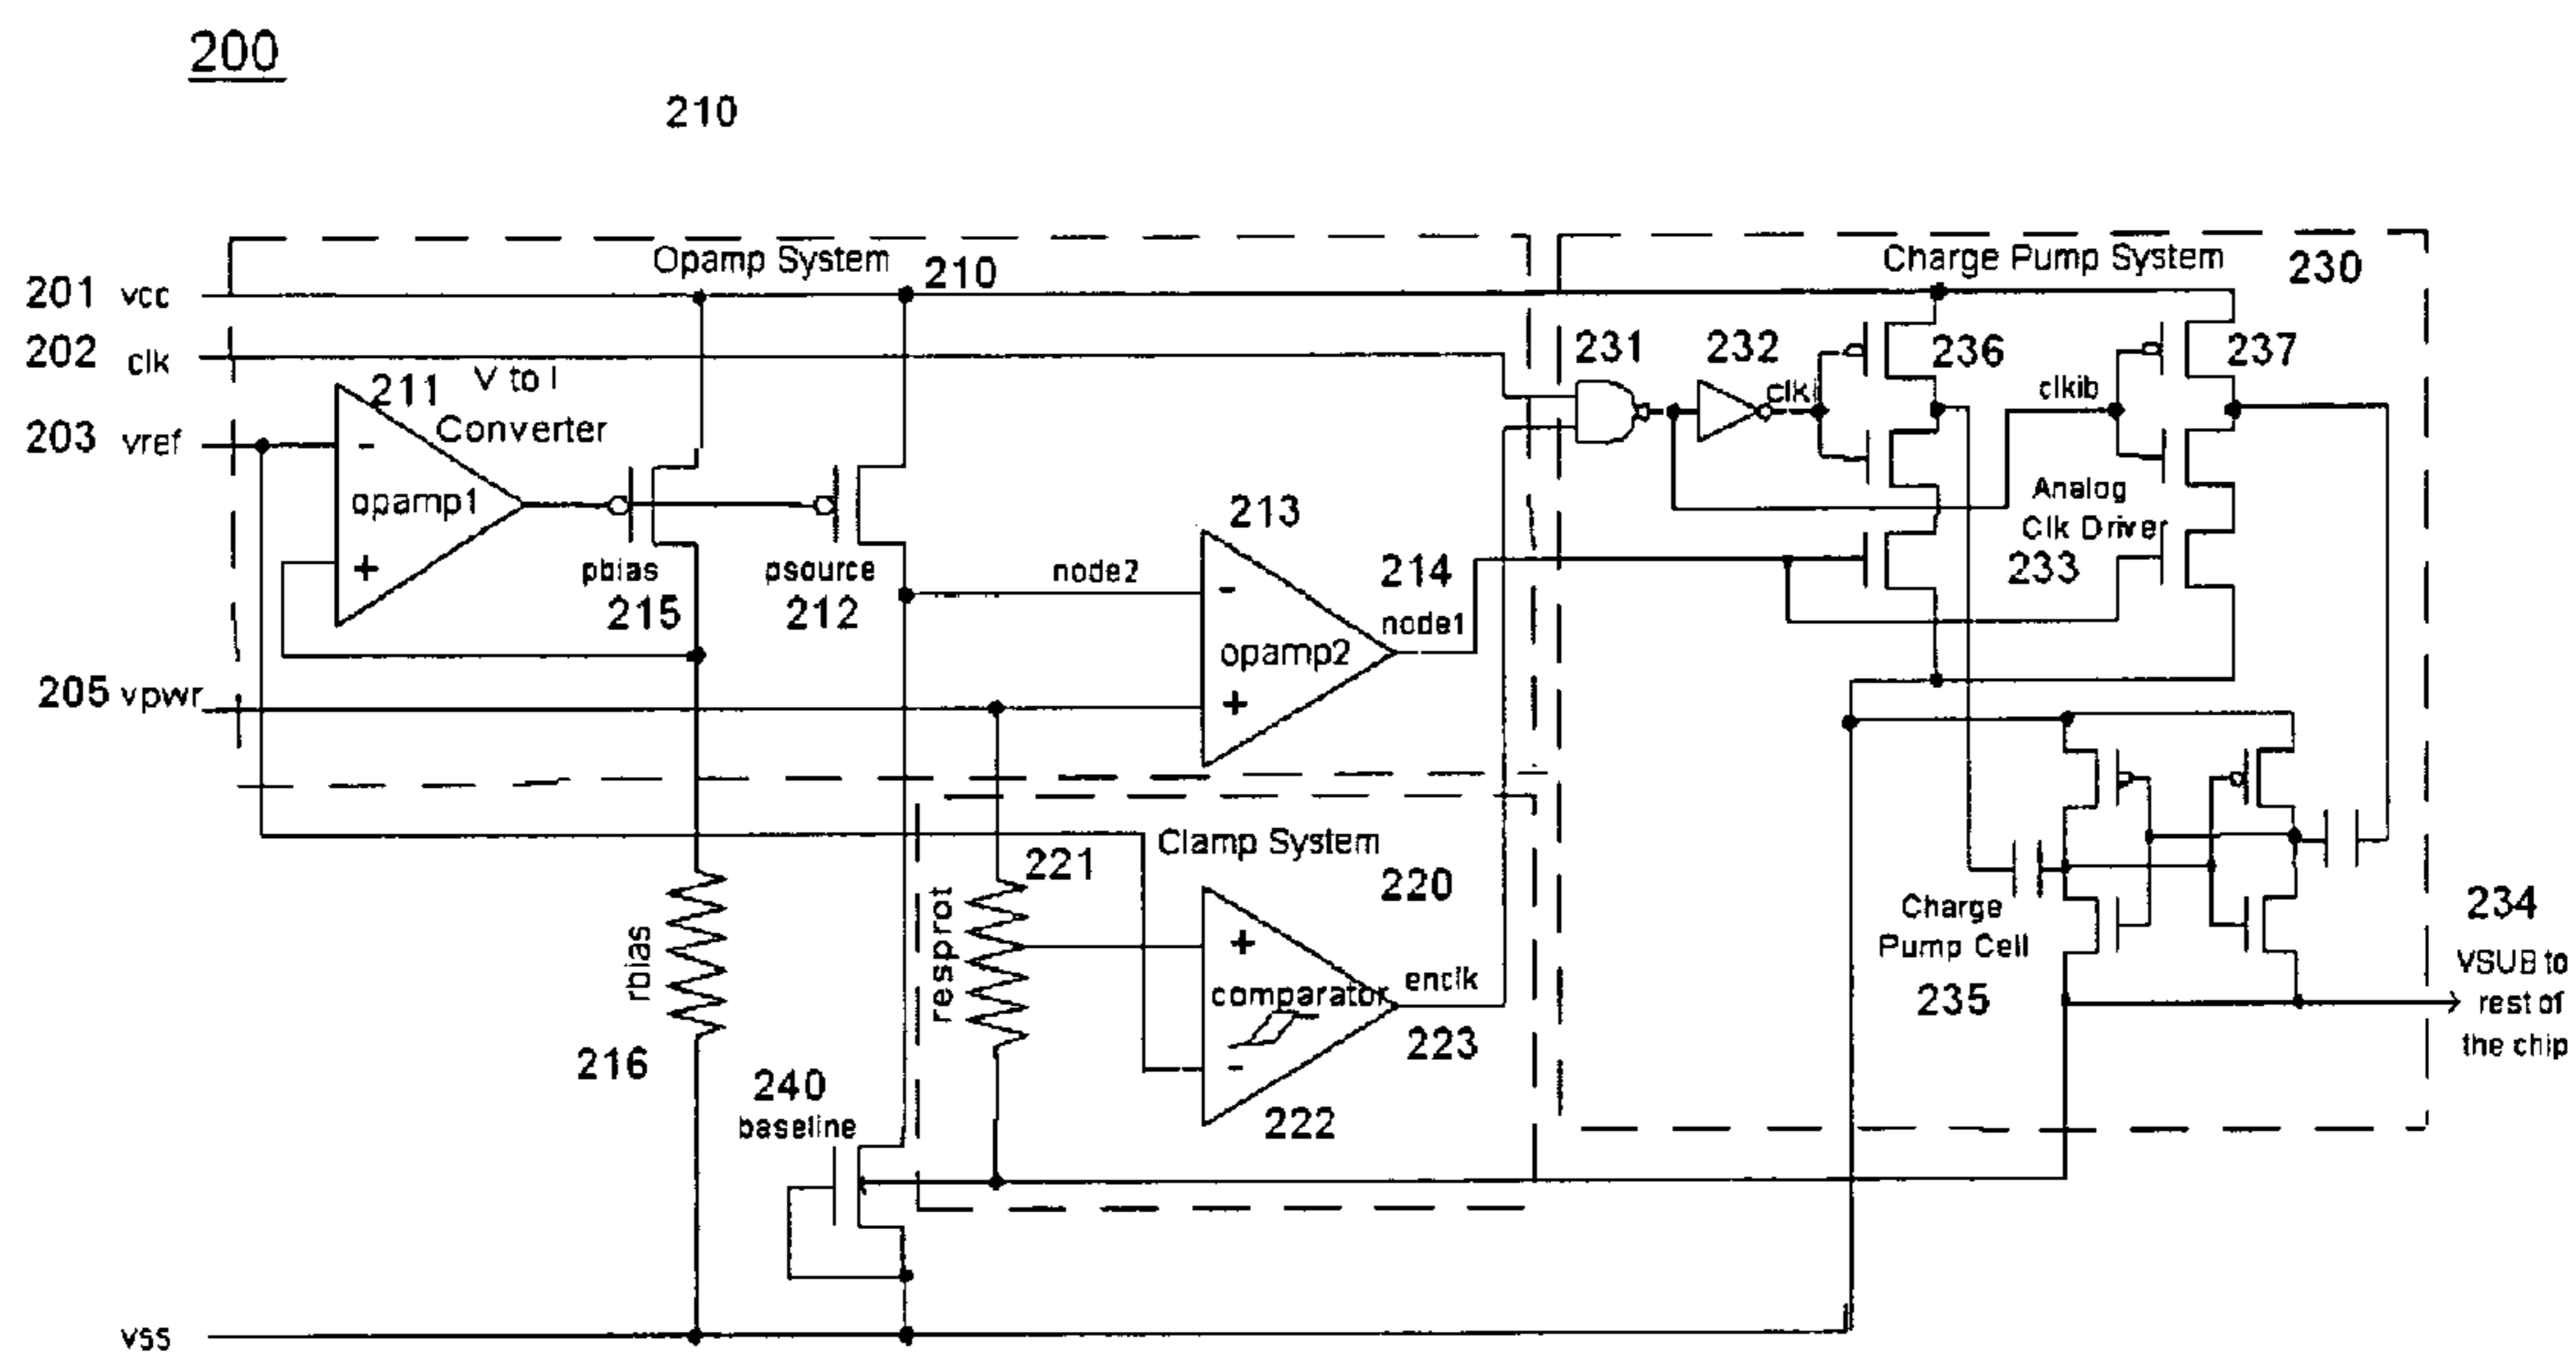 200
210
Opamp System
210
Charge Pump System
230
201 vcc
202 clk
203 vref
211
V to I
Converter
-
opamp1
+
pbias
215
psource
212
node2
213
-
opamp2
+
214
node1
205 vpwr
231
232
clk
236
clkib
237
Analog
Clk Driver
233
Clamp System
220
221
resprot
rbias
216
+
comparator
-
222
enclk
223
240
baseline
Charge
Pump Cell
235
234
VSUB to
rest of
the chip
vss